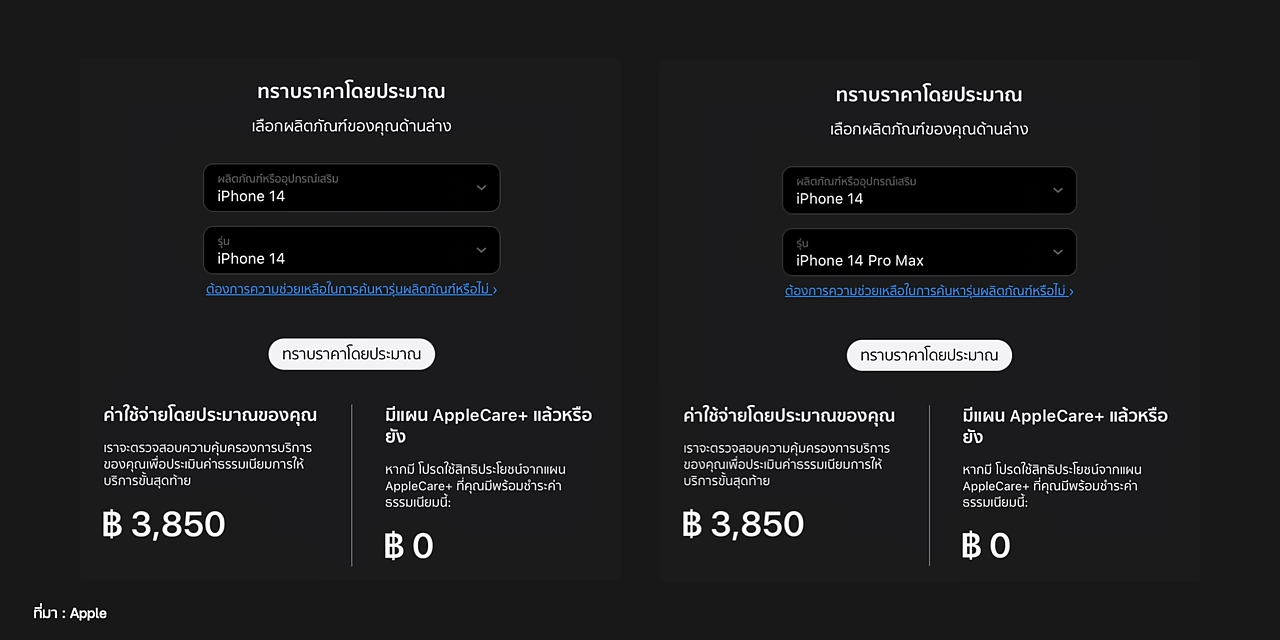 ทราบราคาโดยประมาณ
เลือกผลิตภัณฑ์ของคุณด้านล่าง
ผลิตภัณฑ์หรืออุปกรณ์เสริม
iPhone 14
รุ่น
iPhone 14
ต้องการความช่วยเหลือในการค้นหารุ่นผลิตภัณฑ์หรือไม่ ›
ทราบราคาโดยประมาณ
ค่าใช้จ่ายโดยประมาณของคุณ
เราจะตรวจสอบความคุ้มครองการบริการ
ของคุณเพื่อประเมินค่าธรรมเนียมการให้
บริการขั้นสุดท้าย
฿ 3,850
มีแผน AppleCare+ แล้วหรือ
ยัง
หากมี โปรดใช้สิทธิประโยชน์จากแผน
AppleCare+ ที่คุณมีพร้อมชำระค่า
ธรรมเนียมนี้:
฿ 0
ทราบราคาโดยประมาณ
เลือกผลิตภัณฑ์ของคุณด้านล่าง
ผลิตภัณฑ์หรืออุปกรณ์เสริม
iPhone 14
รุ่น
iPhone 14 Pro Max
ต้องการความช่วยเหลือในการค้นหารุ่นผลิตภัณฑ์หรือไม่ ›
ทราบราคาโดยประมาณ
ค่าใช้จ่ายโดยประมาณของคุณ
เราจะตรวจสอบความคุ้มครองการบริการ
ของคุณเพื่อประเมินค่าธรรมเนียมการให้
บริการขั้นสุดท้าย
฿ 3,850
มีแผน AppleCare+ แล้วหรือ
ยัง
หากมี โปรดใช้สิทธิประโยชน์จากแผน
AppleCare+ ที่คุณมีพร้อมชำระค่า
ธรรมเนียมนี้:
฿ 0
ที่มา : Apple